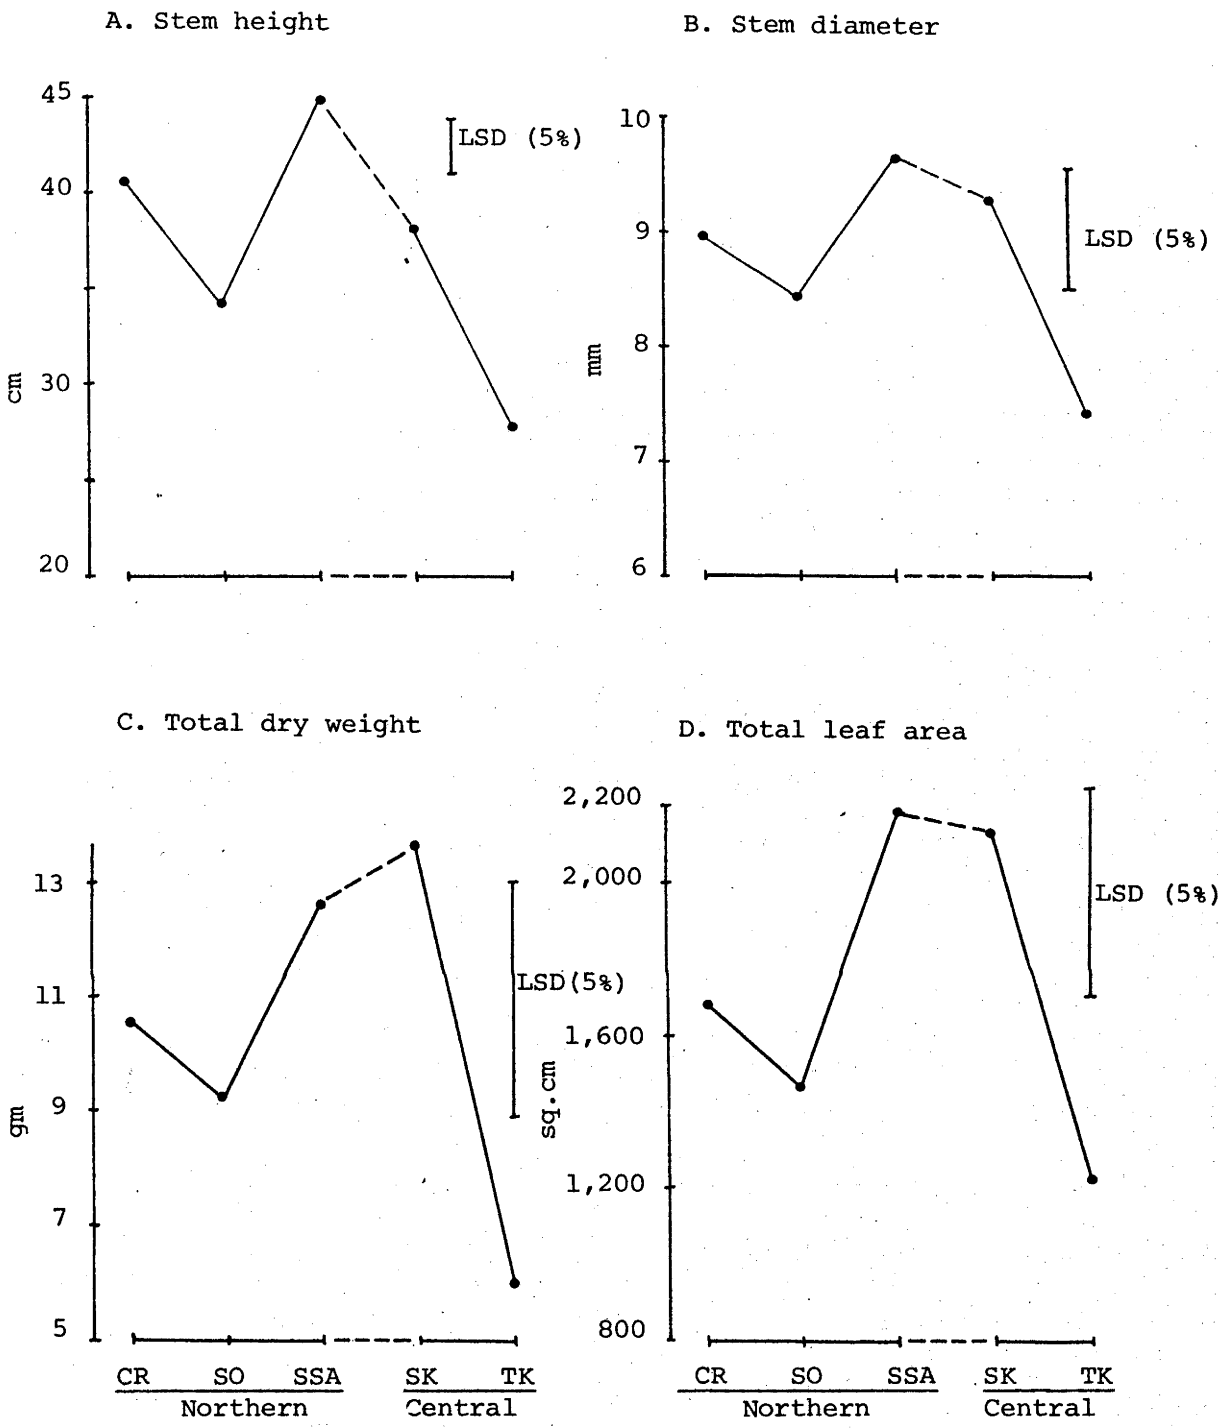 A. Stem height
45
40
30
20
cm
LSD (5%)
B. Stem diameter
10
9
8
7
6
mm
LSD (5%)
C. Total dry weight
13
11
9
7
5
gm
LSD(5%)
CR SO SSA SK TK
Northern Central
D. Total leaf area
2,200
2,000
1,600
1,200
800
sq.cm
LSD (5%)
CR SO SSA SK TK
Northern Central